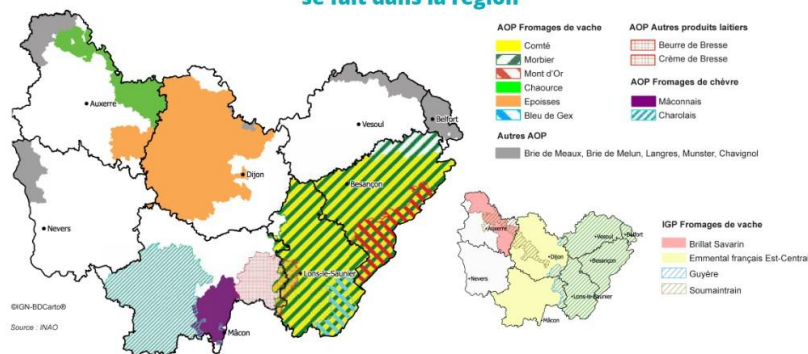 se fait dans la région
AOP Fromages de vache
Comté
Morbier
Mont d'Or
Chaource
Epoisses
Bleu de Gex
AOP Autres produits laitiers
Beurre de Bresse
Crème de Bresse
AOP Fromages de chèvre
Mâconnais
Charolais
Autres AOP
Brie de Meaux, Brie de Melun, Langres, Munster, Chavignol
Auxerre
Vesoul
Belfort
Dijon
Besançon
Nevers
Lons-le-Saunier
Mâcon
©IGN-BDCarto®
Source : INAO
Auxerre
Vesoul
Belfort
Dijon
Besançon
Nevers
Lons-le-Saunier
Mâcon
IGP Fromages de vache
Brillat Savarin
Emmental français Est-Central
Guyère
Soumaintrain